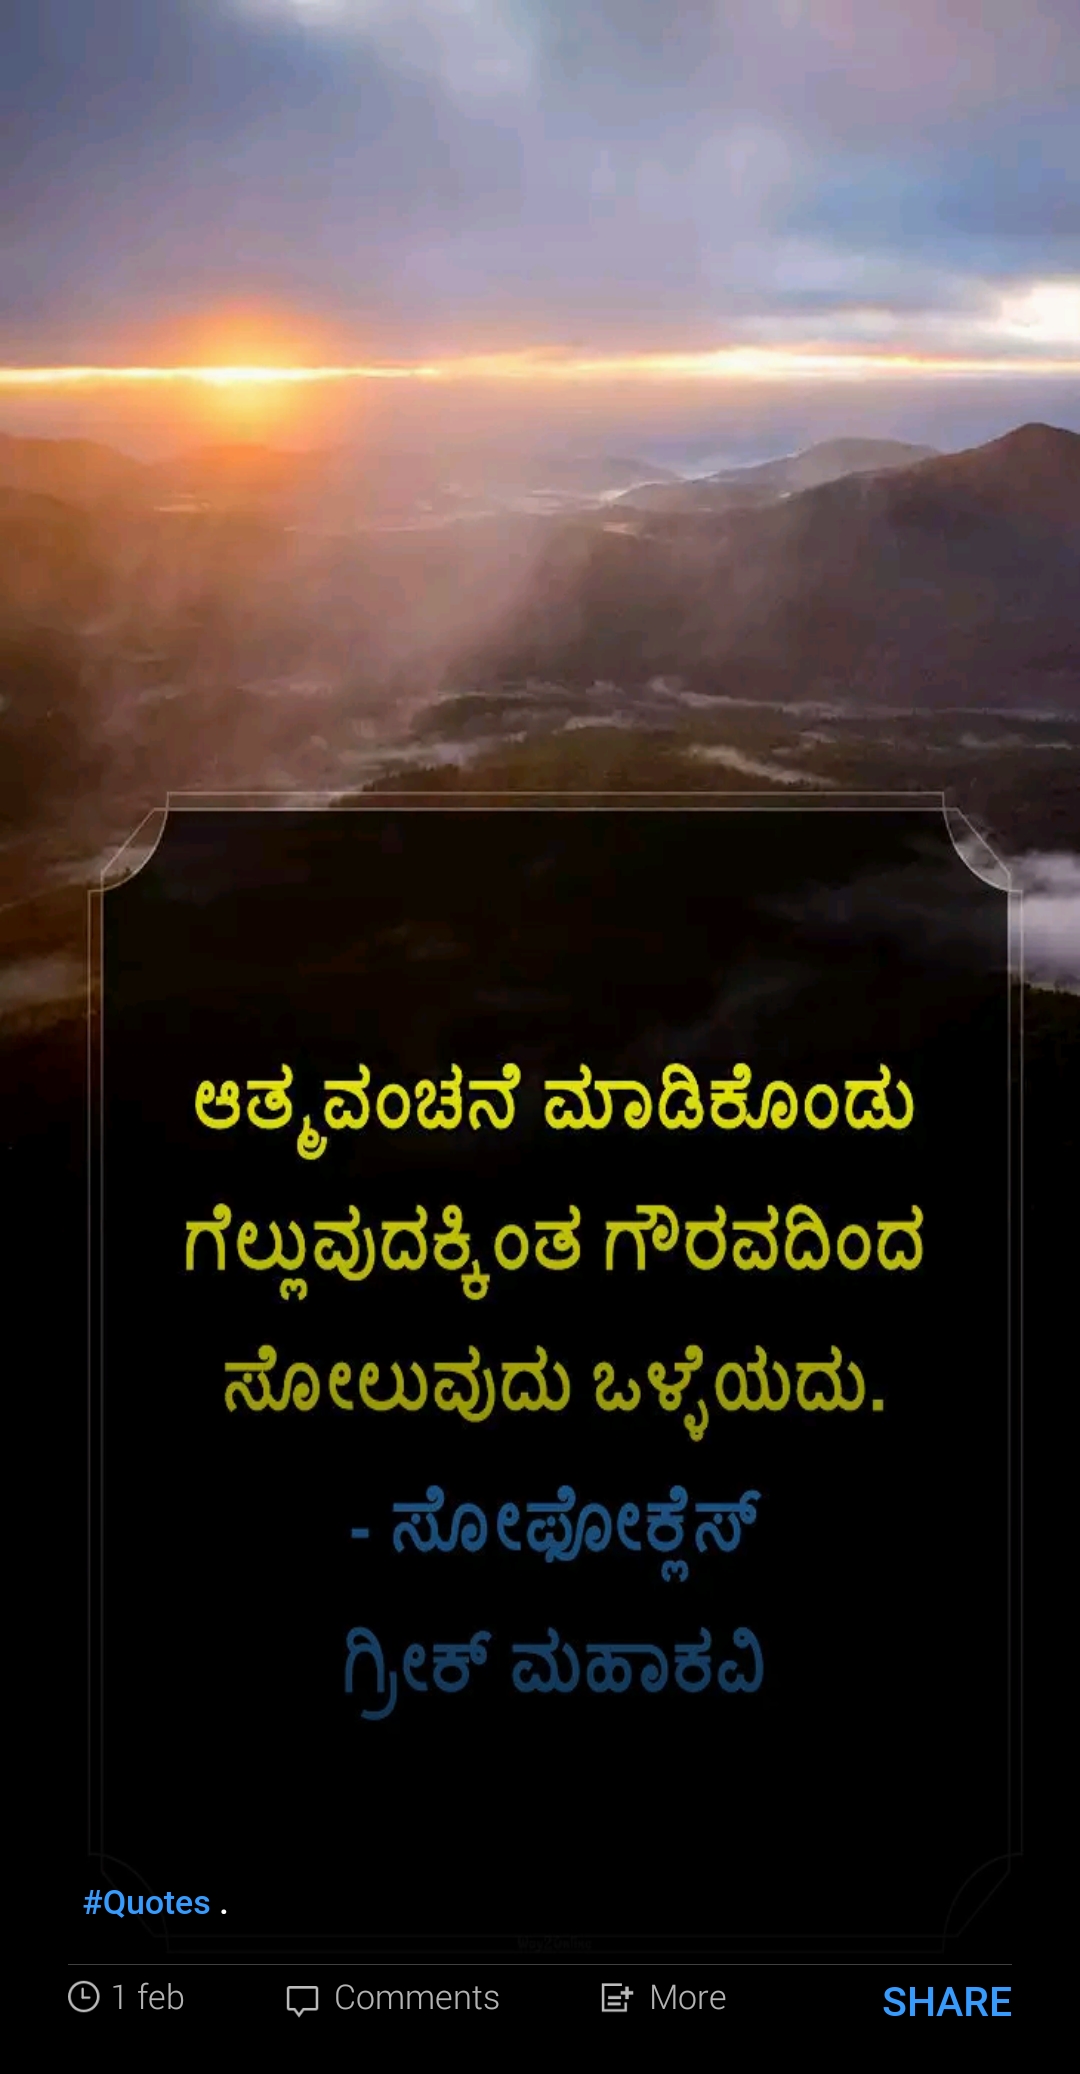 ಆತ್ಮವಂಚನೆ ಮಾಡಿಕೊಂಡು
ಗೆಲ್ಲುವುದಕ್ಕಿಂತ ಗೌರವದಿಂದ
ಸೋಲುವುದು ಒಳ್ಳೆಯದು.
- ಸೋಫೋಕ್ಲೆಸ್
ಗ್ರೀಕ್ ಮಹಾಕವಿ
#Quotes .
1 feb Comments More SHARE